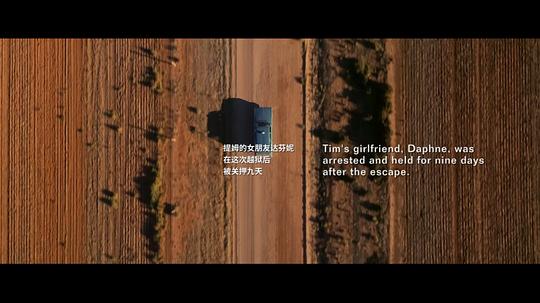 提姆的女朋友达芬妮
在这次越狱后
被关押九天
Tim's girlfriend, Daphne, was
arrested and held for nine days
after the escape.